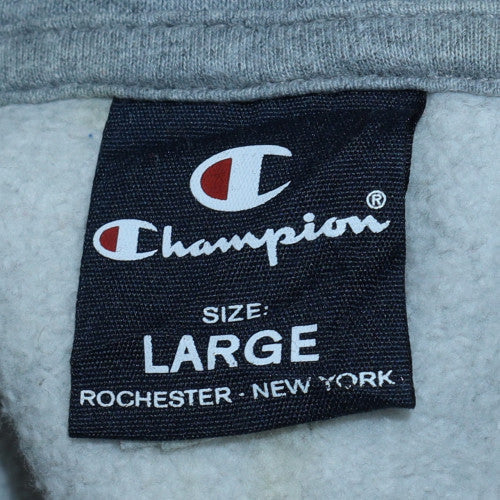 Champion®
SIZE:
LARGE
ROCHESTER - NEW YORK